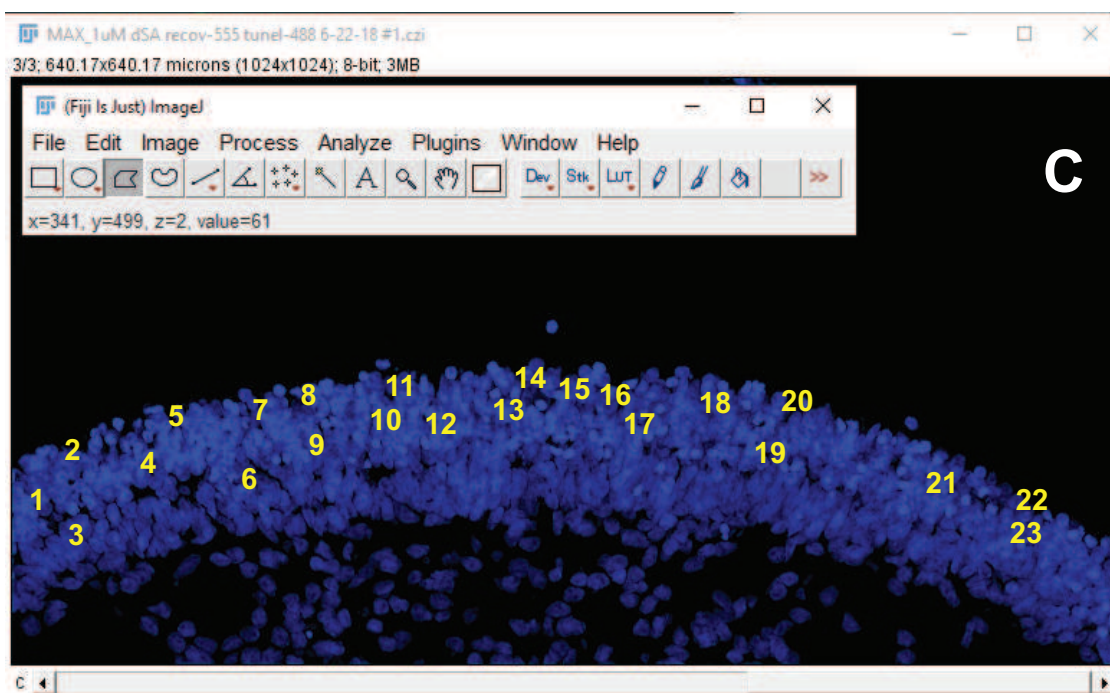 MAX_1uM dSA recov-555 tunel-488 6-22-18 #1.czi
3/3; 640.17x640.17 microns (1024x1024); 8-bit; 3MB
(Fiji Is Just) ImageJ
File Edit Image Process Analyze Plugins Window Help
A Dev Stk LUT >>
x=341, y=499, z=2, value=61
C
1
2
3
4
5
6
7
8
9
10
11
12
13
14
15
16
17
18
19
20
21
22
23
C